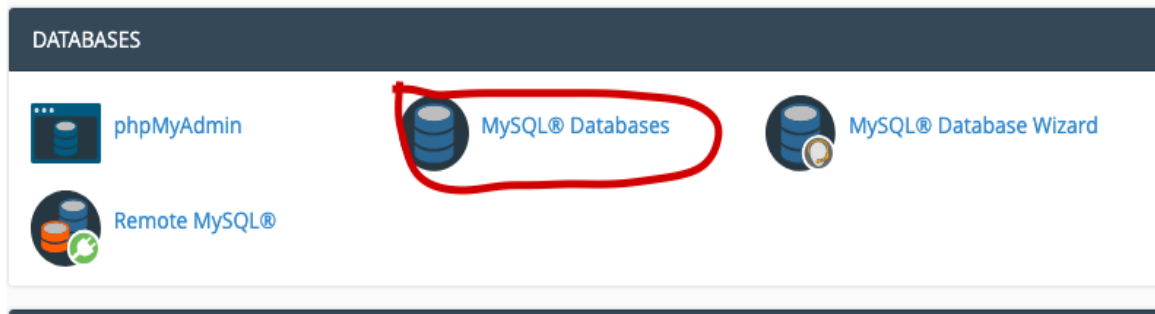 DATABASES
phpMyAdmin
MySQL® Databases
MySQL® Database Wizard
Remote MySQL®